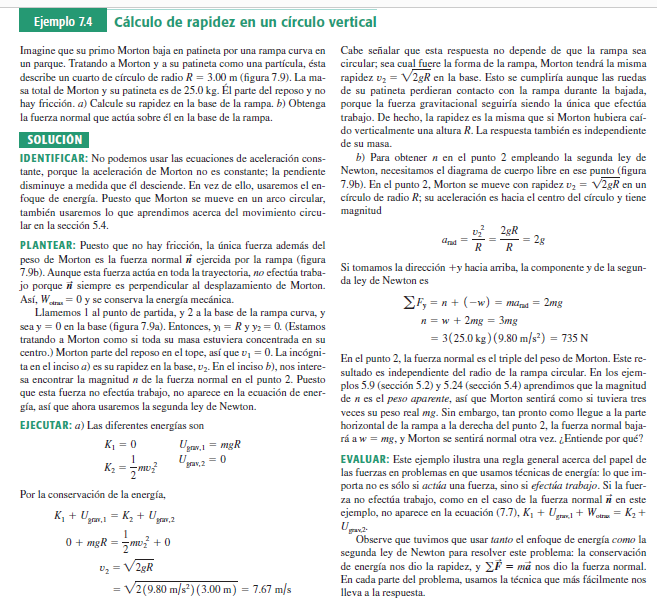 Ejemplo 7.4 Cálculo de rapidez en un círculo vertical
Imagine que su primo Morton baja en patineta por una rampa curva en
un parque. Tratando a Morton y a su patineta como una partícula, ésta
describe un cuarto de círculo de radio R = 3.00 m (figura 7.9). La ma-
sa total de Morton y su patineta es de 25.0 kg. Él parte del reposo y no
hay fricción. a) Calcule su rapidez en la base de la rampa. b) Obtenga
la fuerza normal que actúa sobre él en la base de la rampa.
SOLUCIÓN
IDENTIFICAR: No podemos usar las ecuaciones de aceleración cons-
tante, porque la aceleración de Morton no es constante; la pendiente
disminuye a medida que él desciende. En vez de ello, usaremos el en-
foque de energía. Puesto que Morton se mueve en un arco circular,
también usaremos lo que aprendimos acerca del movimiento circu-
lar en la sección 5.4.
PLANTEAR: Puesto que no hay fricción, la única fuerza además del
peso de Morton es la fuerza normal n⃗ ejercida por la rampa (figura
7.9b). Aunque esta fuerza actúa en toda la trayectoria, no efectúa traba-
jo porque n⃗ siempre es perpendicular al desplazamiento de Morton.
Así, Wotras = 0 y se conserva la energía mecánica.
Llamemos 1 al punto de partida, y 2 a la base de la rampa curva, y
sea y = 0 en la base (figura 7.9a). Entonces, y₁ = R y y₂ = 0. (Estamos
tratando a Morton como si toda su masa estuviera concentrada en su
centro.) Morton parte del reposo en el tope, así que v₁ = 0. La incógni-
ta en el inciso a) es su rapidez en la base, v₂. En el inciso b), nos intere-
sa encontrar la magnitud n de la fuerza normal en el punto 2. Puesto
que esta fuerza no efectúa trabajo, no aparece en la ecuación de ener-
gía, así que ahora usaremos la segunda ley de Newton.
EJECUTAR: a) Las diferentes energías son
K₁ = 0 Ugrav,1 = mgR
K₂ = 1/2 mv₂² Ugrav,2 = 0
Por la conservación de la energía,
K₁ + Ugrav,1 = K₂ + Ugrav,2
0 + mgR = 1/2 mv₂² + 0
v₂ = √2gR
= √2(9.80 m/s²)(3.00 m) = 7.67 m/s
Cabe señalar que esta respuesta no depende de que la rampa sea
circular; sea cual fuere la forma de la rampa, Morton tendrá la misma
rapidez v₂ = √2gR en la base. Esto se cumpliría aunque las ruedas
de su patineta perdieran contacto con la rampa durante la bajada,
porque la fuerza gravitacional seguiría siendo la única que efectúa
trabajo. De hecho, la rapidez es la misma que si Morton hubiera caí-
do verticalmente una altura R. La respuesta también es independiente
de su masa.
b) Para obtener n en el punto 2 empleando la segunda ley de
Newton, necesitamos el diagrama de cuerpo libre en ese punto (figura
7.9b). En el punto 2, Morton se mueve con rapidez v₂ = √2gR en un
círculo de radio R; su aceleración es hacia el centro del círculo y tiene
magnitud
arad = v₂²/R = 2gR/R = 2g
Si tomamos la dirección +y hacia arriba, la componente y de la segun-
da ley de Newton es
∑Fy = n + (−w) = marad = 2mg
n = w + 2mg = 3mg
= 3(25.0 kg)(9.80 m/s²) = 735 N
En el punto 2, la fuerza normal es el triple del peso de Morton. Este re-
sultado es independiente del radio de la rampa circular. En los ejem-
plos 5.9 (sección 5.2) y 5.24 (sección 5.4) aprendimos que la magnitud
de n es el peso aparente, así que Morton sentirá como si tuviera tres
veces su peso real mg. Sin embargo, tan pronto como llegue a la parte
horizontal de la rampa a la derecha del punto 2, la fuerza normal baja-
rá a w = mg, y Morton se sentirá normal otra vez. ¿Entiende por qué?
EVALUAR: Este ejemplo ilustra una regla general acerca del papel de
las fuerzas en problemas en que usamos técnicas de energía: lo que im-
porta no es sólo si actúa una fuerza, sino si efectúa trabajo. Si la fuer-
za no efectúa trabajo, como en el caso de la fuerza normal n⃗ en este
ejemplo, no aparece en la ecuación (7.7), K₁ + Ugrav,1 + Wotras = K₂ +
Ugrav,2.
Observe que tuvimos que usar tanto el enfoque de energía como la
segunda ley de Newton para resolver este problema: la conservación
de energía nos dio la rapidez, y ∑F⃗ = ma⃗ nos dio la fuerza normal.
En cada parte del problema, usamos la técnica que más fácilmente nos
lleva a la respuesta.